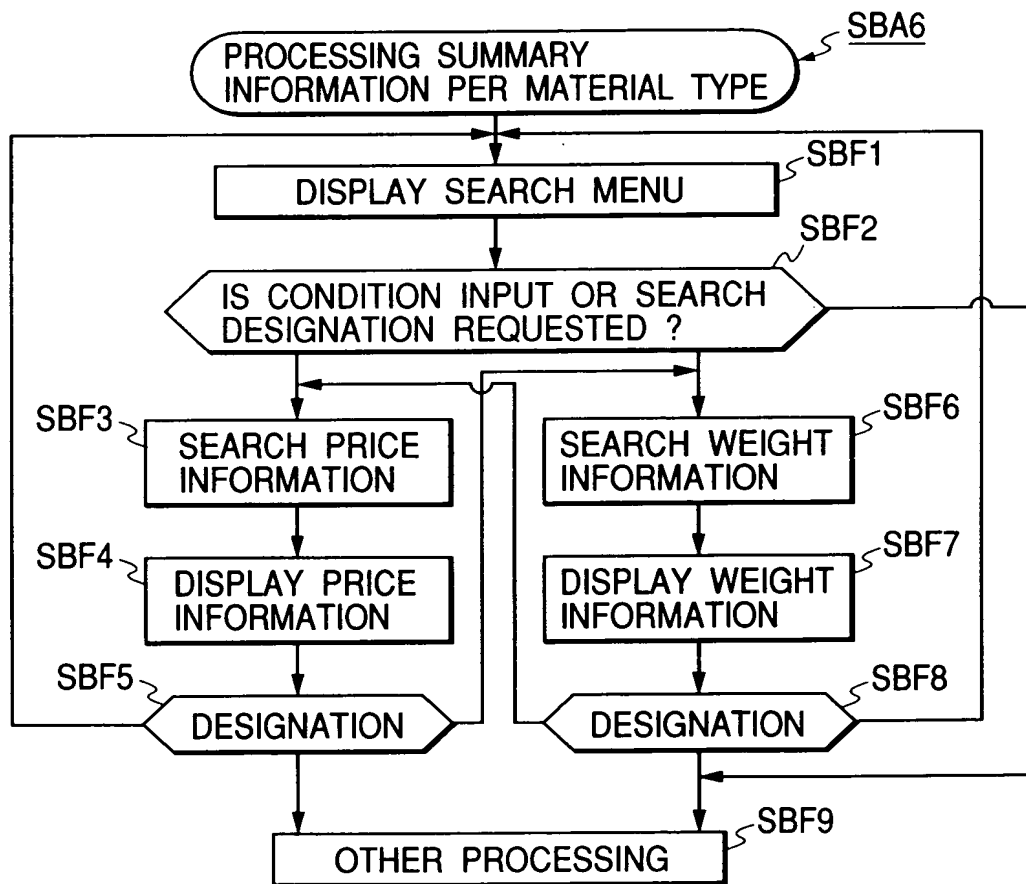 SBA6
PROCESSING SUMMARY
INFORMATION PER MATERIAL TYPE
SBF1
DISPLAY SEARCH MENU
SBF2
IS CONDITION INPUT OR SEARCH
DESIGNATION REQUESTED ?
SBF3
SEARCH PRICE
INFORMATION
SBF6
SEARCH WEIGHT
INFORMATION
SBF4
DISPLAY PRICE
INFORMATION
SBF7
DISPLAY WEIGHT
INFORMATION
SBF5
DESIGNATION
SBF8
DESIGNATION
SBF9
OTHER PROCESSING